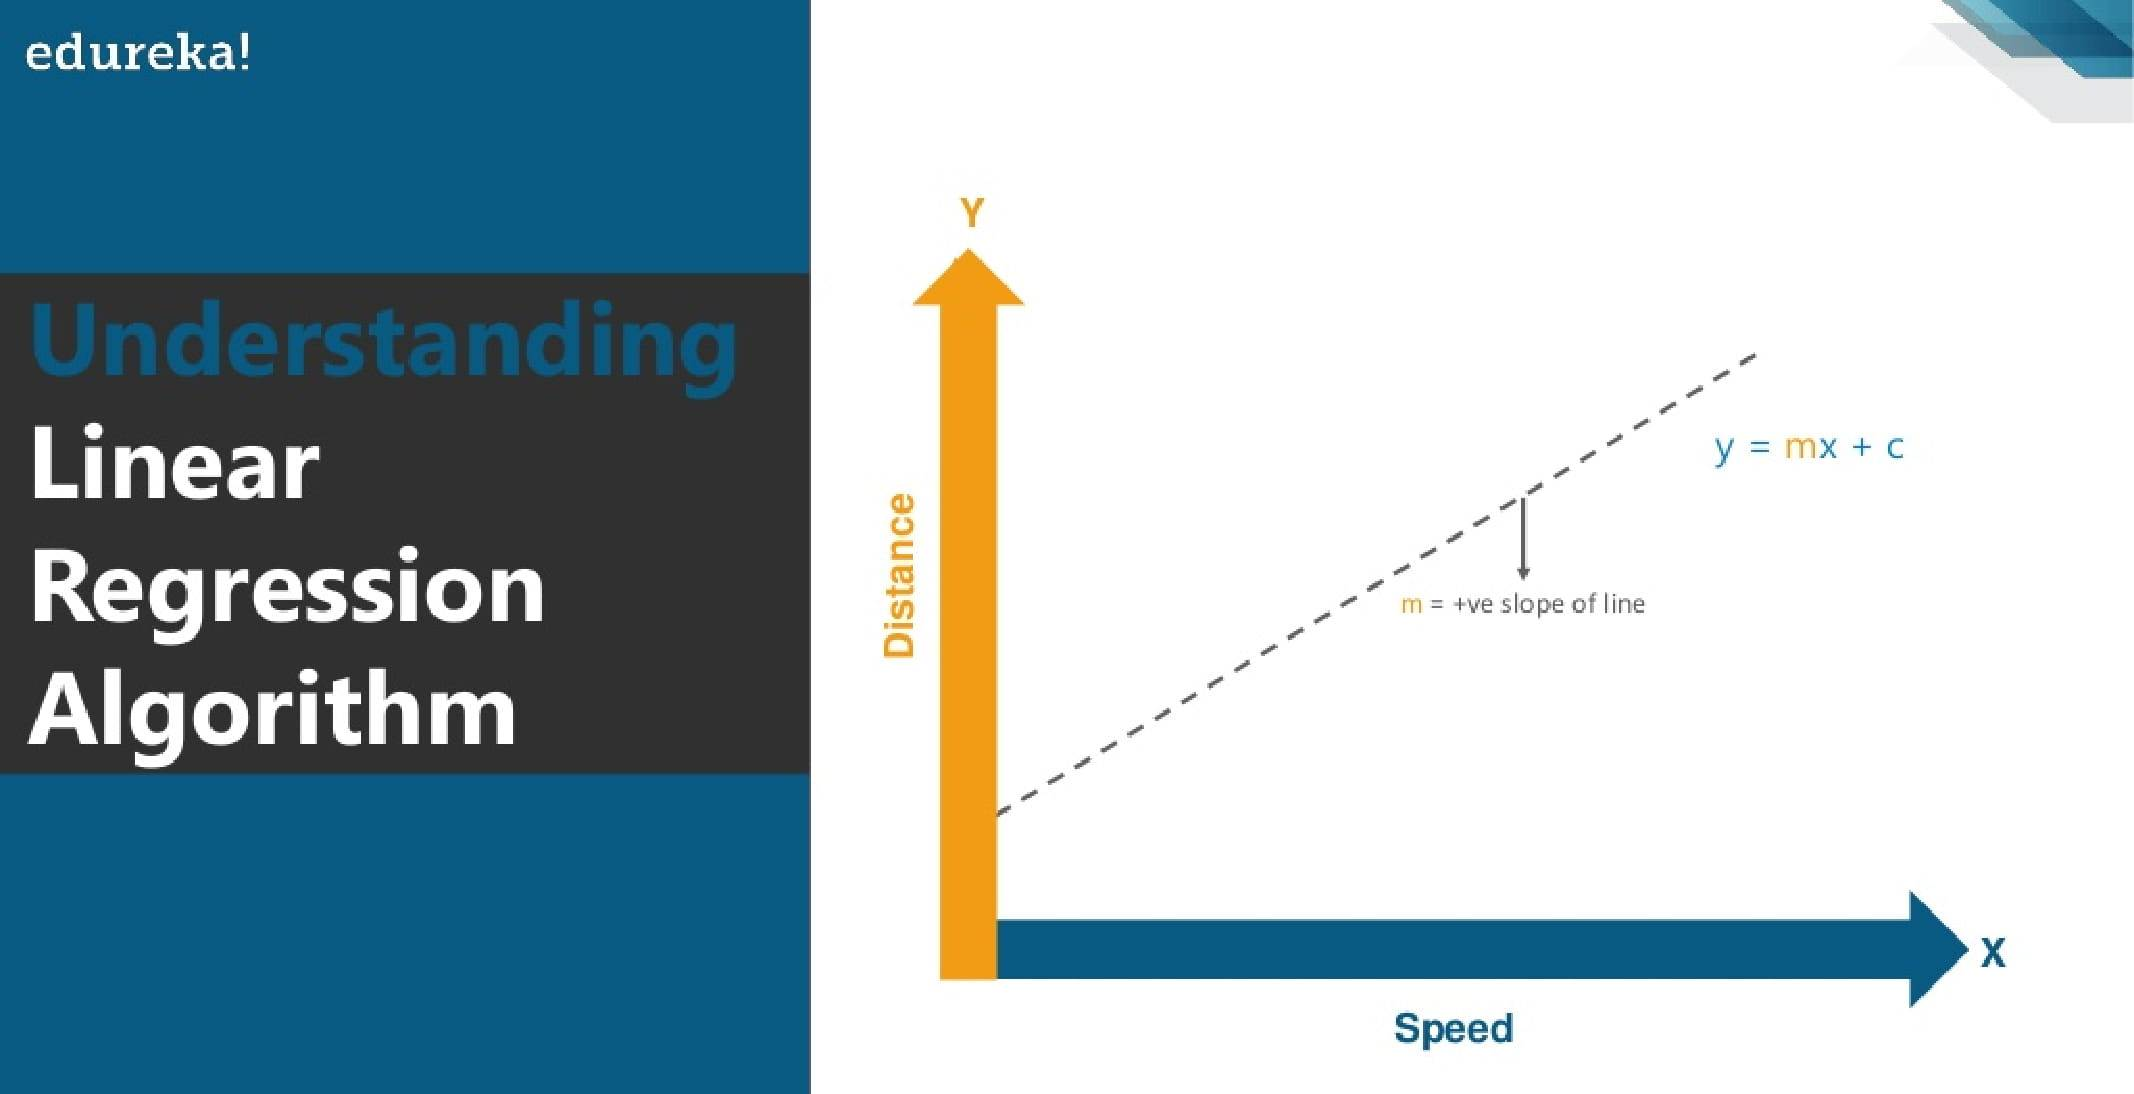 edureka!
Understanding
Linear
Regression
Algorithm
Y
Distance
y = mx + c
m = +ve slope of line
X
Speed